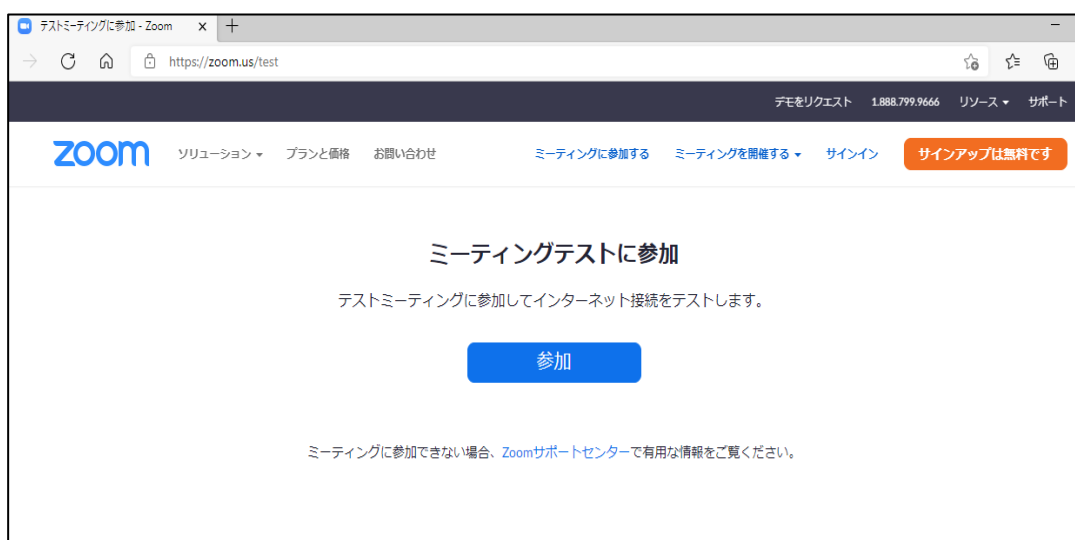 テストミーティングに参加 - Zoom
https://zoom.us/test
デモをリクエスト 1.888.799.9666 リソース サポート
zoom ソリューション プランと価格 お問い合わせ ミーティングに参加する ミーティングを開催する サインイン サインアップは無料です
ミーティングテストに参加
テストミーティングに参加してインターネット接続をテストします。
参加
ミーティングに参加できない場合、Zoomサポートセンターで有用な情報をご覧ください。